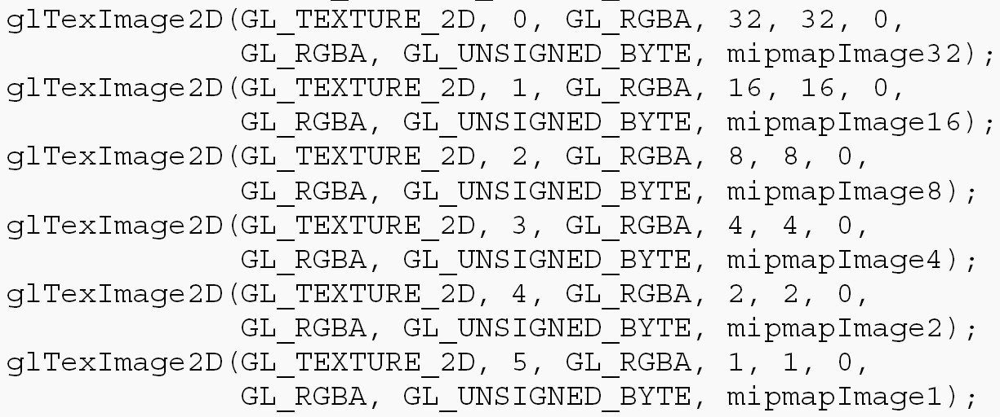 glTexImage2D(GL_TEXTURE_2D, 0, GL_RGBA, 32, 32, 0,
GL_RGBA, GL_UNSIGNED_BYTE, mipmapImage32);
glTexImage2D(GL_TEXTURE_2D, 1, GL_RGBA, 16, 16, 0,
GL_RGBA, GL_UNSIGNED_BYTE, mipmapImage16);
glTexImage2D(GL_TEXTURE_2D, 2, GL_RGBA, 8, 8, 0,
GL_RGBA, GL_UNSIGNED_BYTE, mipmapImage8);
glTexImage2D(GL_TEXTURE_2D, 3, GL_RGBA, 4, 4, 0,
GL_RGBA, GL_UNSIGNED_BYTE, mipmapImage4);
glTexImage2D(GL_TEXTURE_2D, 4, GL_RGBA, 2, 2, 0,
GL_RGBA, GL_UNSIGNED_BYTE, mipmapImage2);
glTexImage2D(GL_TEXTURE_2D, 5, GL_RGBA, 1, 1, 0,
GL_RGBA, GL_UNSIGNED_BYTE, mipmapImage1);